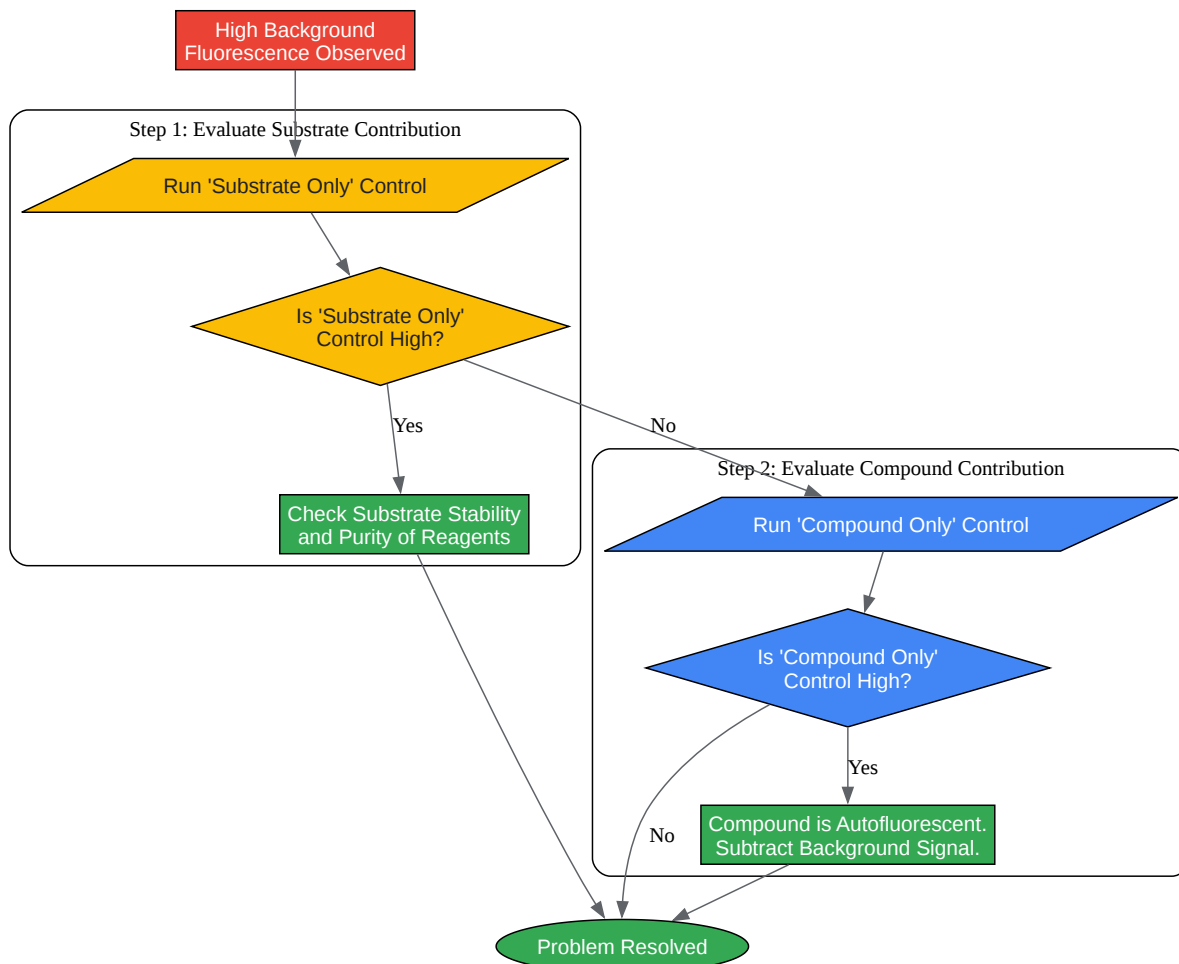 High Background
Fluorescence Observed
Step 1: Evaluate Substrate Contribution
Run 'Substrate Only' Control
Is 'Substrate Only'
Control High?
Yes
No
Check Substrate Stability
and Purity of Reagents
Step 2: Evaluate Compound Contribution
Run 'Compound Only' Control
Is 'Compound Only'
Control High?
Yes
No
Compound is Autofluorescent.
Subtract Background Signal.
Problem Resolved